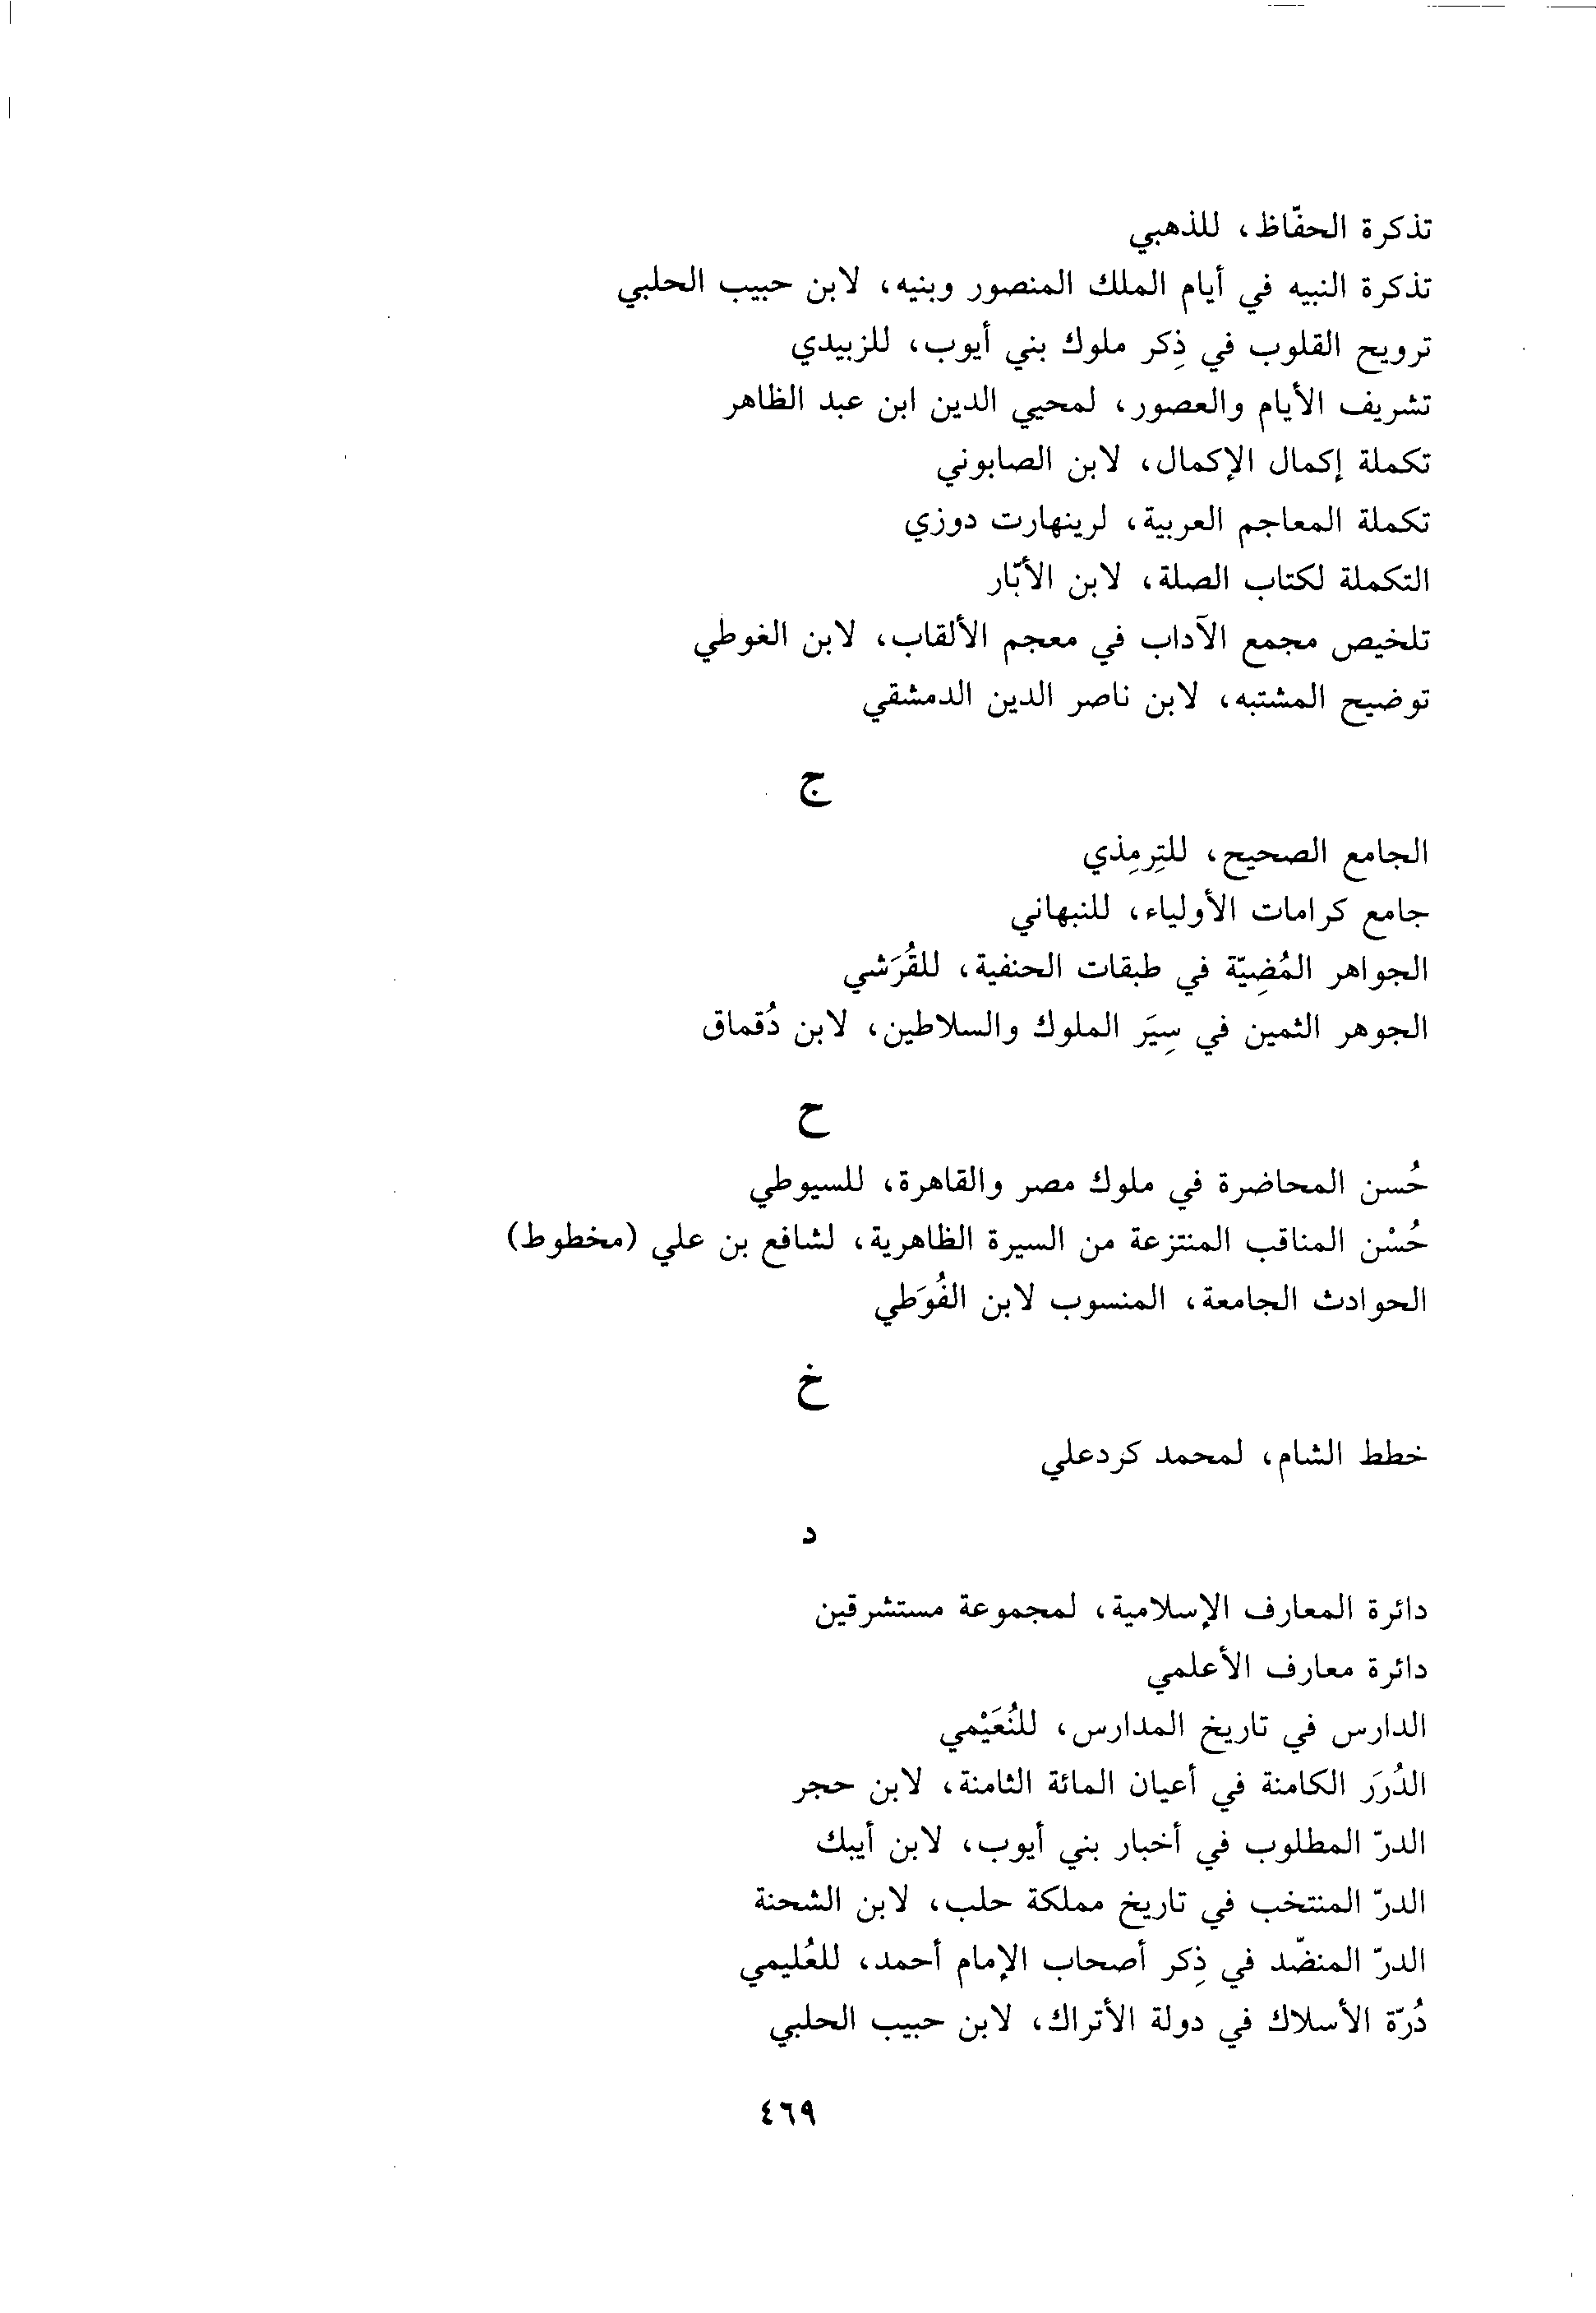 تذكرة الحفّاظ، للذهبي
تذكرة النبيه في أيام الملك المنصور وبنيه، لابن حبيب الحلبي
ترويح القلوب في ذِكر ملوك بني أيوب، للزبيدي
تشريف الأيام والعصور، لمحيي الدين ابن عبد الظاهر
تكملة إكمال الإكمال، لابن الصابوني
تكملة المعاجم العربية، لرينهارت دوزي
التكملة لكتاب الصلة، لابن الأبّار
تلخيص مجمع الآداب في معجم الألقاب، لابن الغوطي
توضيح المشتبه، لابن ناصر الدين الدمشقي
ج
الجامع الصحيح، للتِرمِذي
جامع كرامات الأولياء، للنبهاني
الجواهر المُضِيّة في طبقات الحنفية، للقُرَشي
الجوهر الثمين في سِيَر الملوك والسلاطين، لابن دُقماق
ح
حُسن المحاضرة في ملوك مصر والقاهرة، للسيوطي
حُسْن المناقب المنتزعة من السيرة الظاهرية، لشافع بن علي (مخطوط)
الحوادث الجامعة، المنسوب لابن الفُوَطي
خ
خطط الشام، لمحمد كردعلي
د
دائرة المعارف الإسلامية، لمجموعة مستشرقين
دائرة معارف الأعلمي
الدارس في تاريخ المدارس، للنُعَيْمي
الدُرَر الكامنة في أعيان المائة الثامنة، لابن حجر
الدرّ المطلوب في أخبار بني أيوب، لابن أيبك
الدرّ المنتخب في تاريخ مملكة حلب، لابن الشحنة
الدرّ المنضّد في ذِكر أصحاب الإمام أحمد، للعُليمي
دُرّة الأسلاك في دولة الأتراك، لابن حبيب الحلبي
٤٦٩